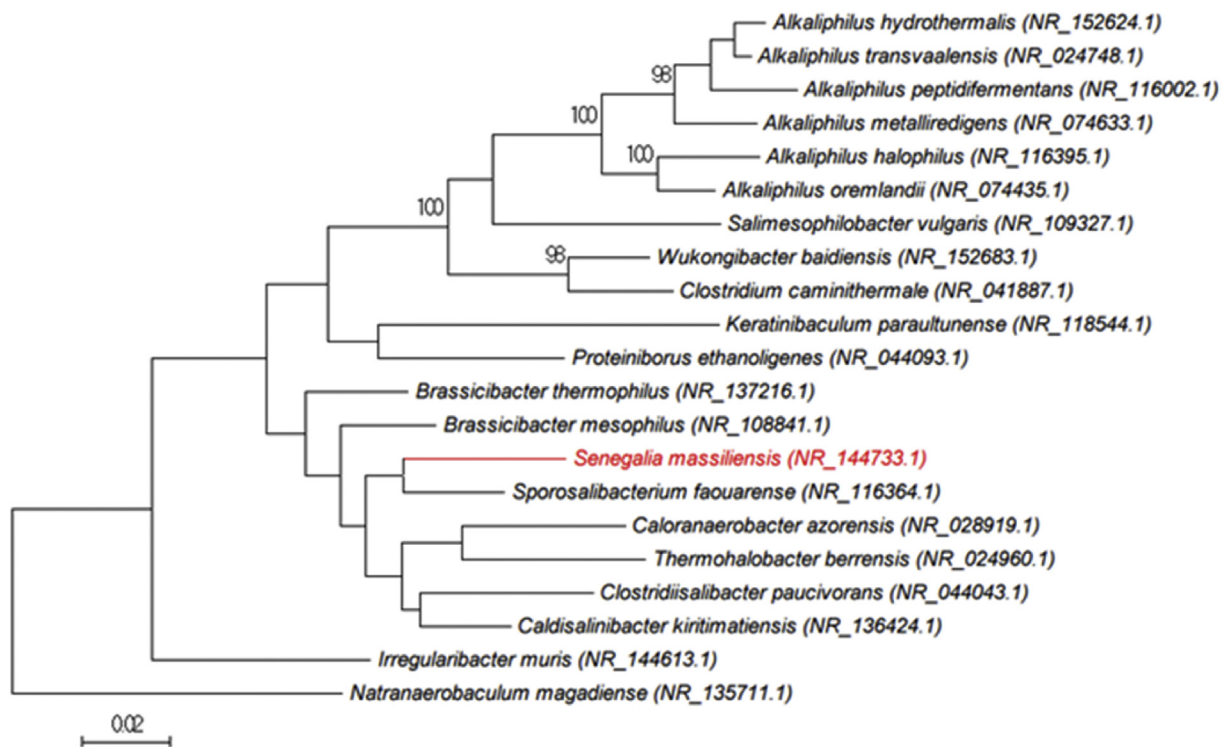 Alkaliphilus hydrothermalis (NR_152624.1)
Alkaliphilus transvaalensis (NR_024748.1)
98
Alkaliphilus peptidifermentans (NR_116002.1)
100
Alkaliphilus metalliredigens (NR_074633.1)
100
Alkaliphilus halophilus (NR_116395.1)
Alkaliphilus oremlandii (NR_074435.1)
100
Salimesophilobacter vulgaris (NR_109327.1)
98
Wukongibacter baidiensis (NR_152683.1)
Clostridium caminithermale (NR_041887.1)
Keratinibaculum paraultunense (NR_118544.1)
Proteiniborus ethanoligenes (NR_044093.1)
Brassicibacter thermophilus (NR_137216.1)
Brassicibacter mesophilus (NR_108841.1)
Senegalia massiliensis (NR_144733.1)
Sporosalibacterium faouarense (NR_116364.1)
Caloranaerobacter azorensis (NR_028919.1)
Thermohalobacter berrensis (NR_024960.1)
Clostridiisalibacter paucivorans (NR_044043.1)
Caldisalinibacter kiritimatiensis (NR_136424.1)
Irregularibacter muris (NR_144613.1)
Natranaerobaculum magadiense (NR_135711.1)
0.02